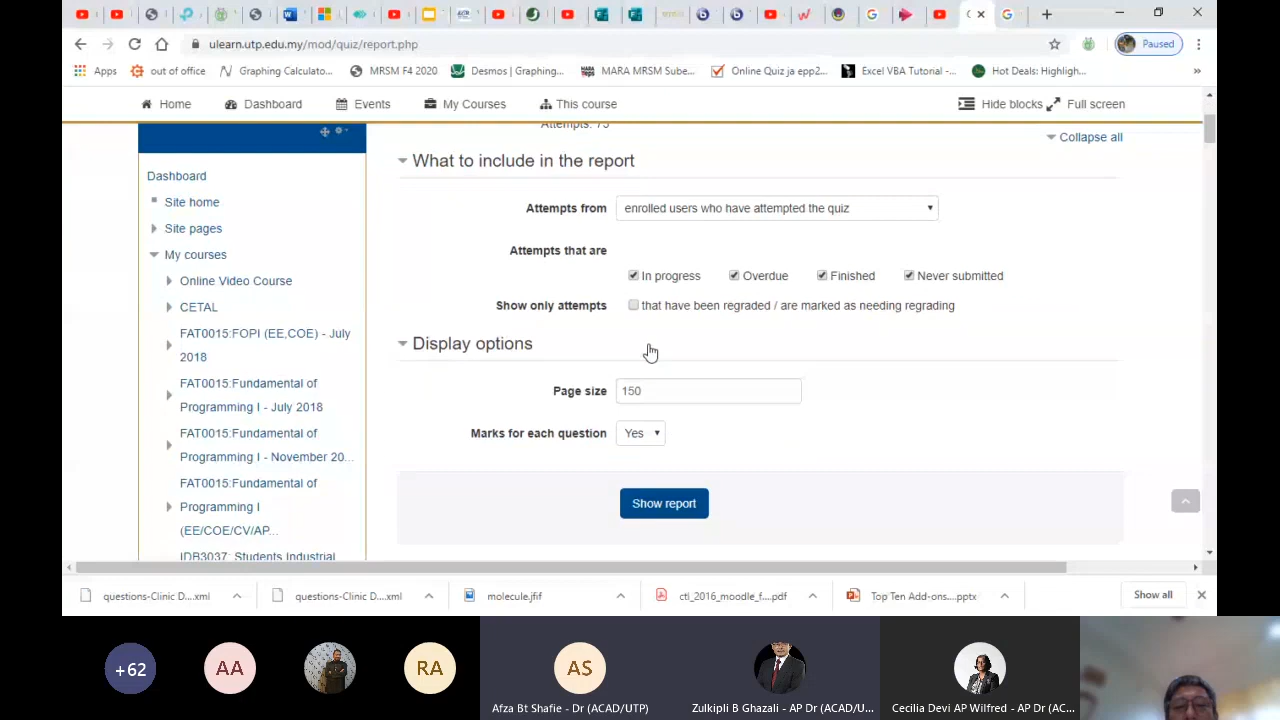 ulearn.utp.edu.my/mod/quiz/report.php
Paused
Apps
out of office
Graphing Calculato...
MRSM F4 2020
Desmos | Graphing...
MARA MRSM Sube...
Online Quiz ja epp2...
Excel VBA Tutorial -...
Hot Deals: Highligh...
»
Home
Dashboard
Events
My Courses
This course
Hide blocks
Full screen
Attempts: 75
Collapse all
Dashboard
Site home
Site pages
My courses
Online Video Course
CETAL
FAT0015:FOPI (EE,COE) - July
2018
FAT0015:Fundamental of
Programming I - July 2018
FAT0015:Fundamental of
Programming I - November 20...
FAT0015:Fundamental of
Programming I
(EE/COE/CV/AP...
IDB3037: Students Industrial
What to include in the report
Attempts from
enrolled users who have attempted the quiz
Attempts that are
In progress
Overdue
Finished
Never submitted
Show only attempts
that have been regraded / are marked as needing regrading
Display options
Page size
150
Marks for each question
Yes
Show report
questions-Clinic D....xml
questions-Clinic D....xml
molecule.jfif
ctl_2016_moodle_f....pdf
Top Ten Add-ons....pptx
Show all
+62
AA
RA
AS
Afza Bt Shafie - Dr (ACAD/UTP)
Zulkipli B Ghazali - AP Dr (ACAD/U...
Cecilia Devi AP Wilfred - AP Dr (AC...